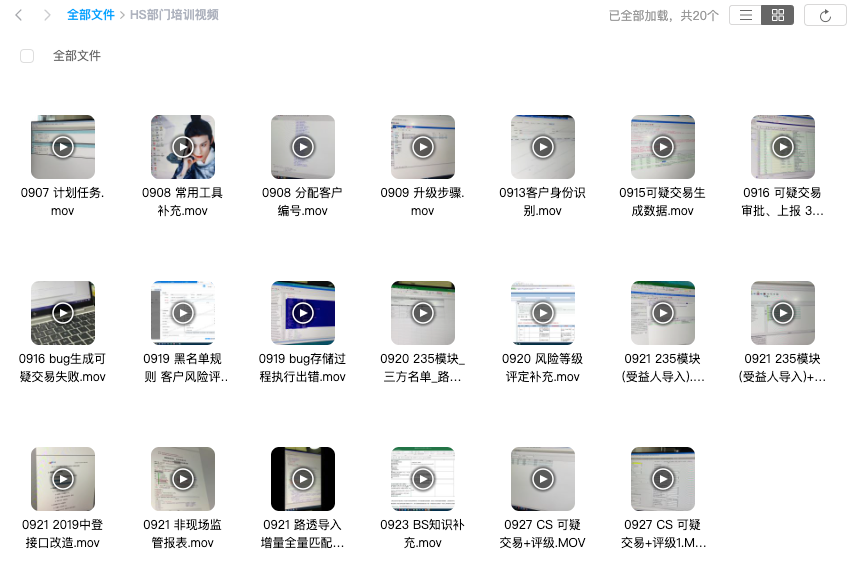 全部文件 > HS部门培训视频
已全部加载，共20个
全部文件
0907 计划任务.
mov
0908 常用工具
补充.mov
0908 分配客户
编号.mov
0909 升级步骤.
mov
0913客户身份识
别.mov
0915可疑交易生
成数据.mov
0916 可疑交易
审批、上报 3...
0916 bug生成可
疑交易失败.mov
0919 黑名单规
则 客户风险评..
0919 bug存储过
程执行出错.mov
0920 235模块_
三方名单_路...
0920 风险等级
评定补充.mov
0921 235模块
(受益人导入)....
0921 235模块
(受益人导入)+...
0921 2019中登
接口改造.mov
0921 非现场监
管报表.mov
0921 路透导入
增量全量匹配...
0923 BS知识补
充.mov
0927 CS 可疑
交易+评级.MOV
0927 CS 可疑
交易+评级1.M...